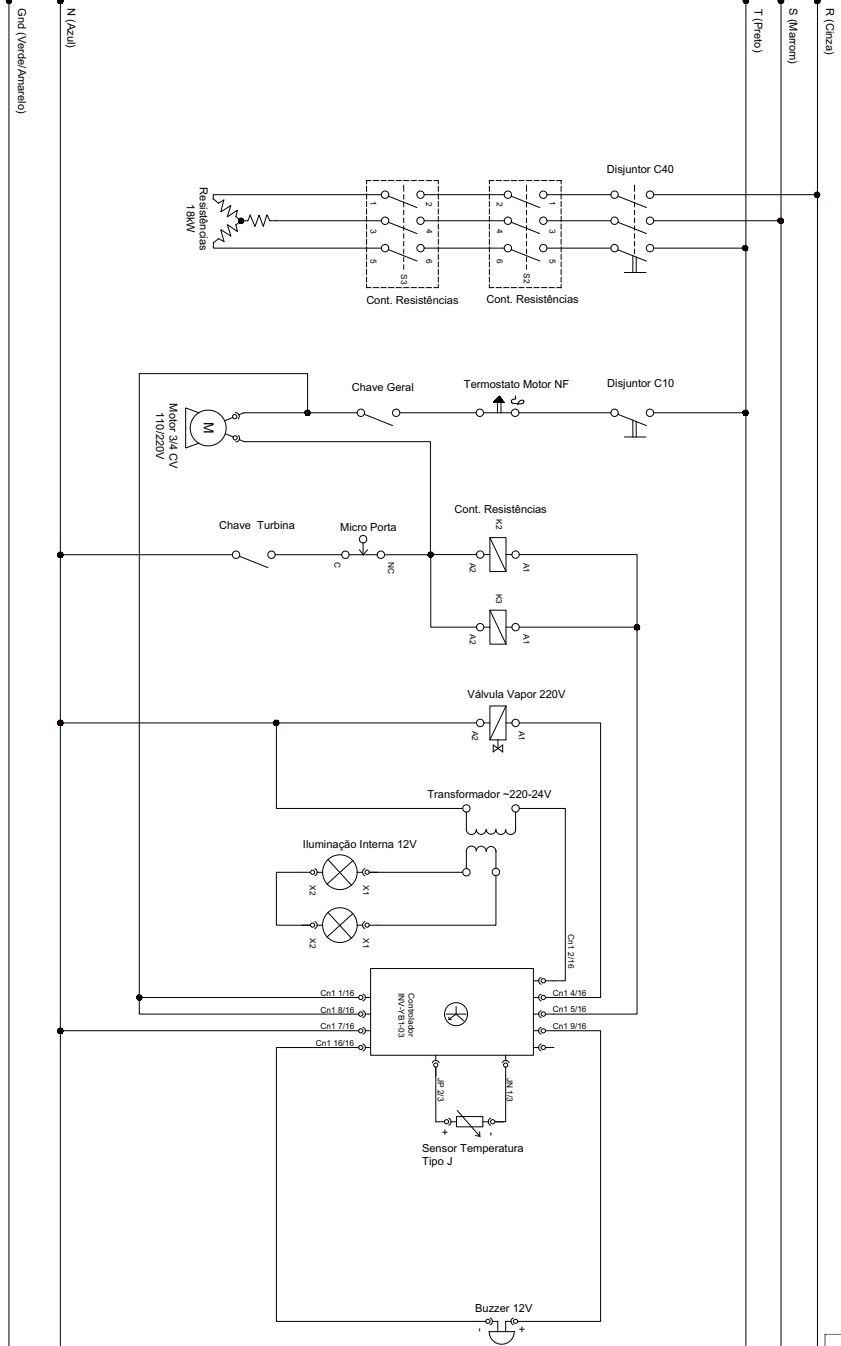 R (Cinza)
S (Marrom)
T (Preto)
N (Azul)
Gnd (Verde/Amarelo)
Disjuntor C40
1
3
5
2
4
6
S2
Cont. Resistências
2
4
6
1
3
5
S3
Cont. Resistências
Resistências
18kW
Disjuntor C10
Termostato Motor NF
Chave Geral
M
Motor 3/4 CV
110/220V
Cont. Resistências
K2
A1
A2
K3
A1
A2
Micro Porta
NC
C
Chave Turbina
Válvula Vapor 220V
A1
A2
Transformador ~220-24V
Iluminação Interna 12V
X1
X2
X1
X2
Cn1 2/16
Cn1 4/16
Cn1 5/16
Cn1 9/16
Cn1 1/16
Cn1 8/16
Cn1 7/16
Cn1 16/16
Controlador
INV-YB1-03
JN 1/3
JP 2/3
+
-
Sensor Temperatura
Tipo J
Buzzer 12V
-
+